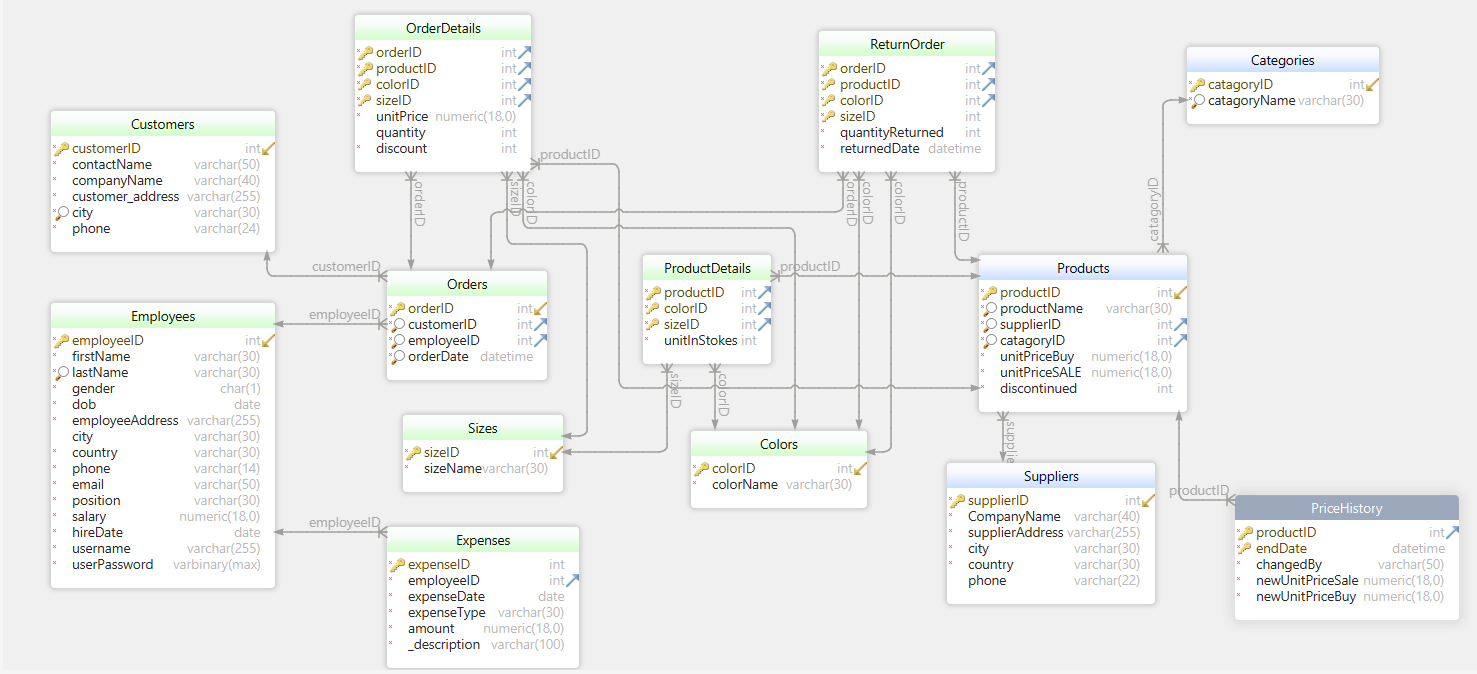 OrderDetails
orderID int
productID int
colorID int
sizeID int
unitPrice numeric(18,0)
quantity int
discount int
ReturnOrder
orderID int
productID int
colorID int
sizeID int
quantityReturned int
returnedDate datetime
Categories
catagoryID int
catagoryName varchar(30)
Customers
customerID int
contactName varchar(50)
companyName varchar(40)
customer_address varchar(255)
city varchar(30)
phone varchar(24)
productID
orderID
sizeID
colorID
orderID
colorID
colorID
productID
catagoryID
customerID
employeeID
Orders
orderID int
customerID int
employeeID int
orderDate datetime
ProductDetails
productID int
colorID int
sizeID int
unitInStokes int
productID
Products
productID int
productName varchar(30)
supplierID int
catagoryID int
unitPriceBuy numeric(18,0)
unitPriceSALE numeric(18,0)
discontinued int
Employees
employeeID int
firstName varchar(30)
lastName varchar(30)
gender char(1)
dob date
employeeAddress varchar(255)
city varchar(30)
country varchar(30)
phone varchar(14)
email varchar(50)
position varchar(30)
salary numeric(18,0)
hireDate date
username varchar(255)
userPassword varbinary(max)
sizeID
colorID
Sizes
sizeID int
sizeName varchar(30)
Colors
colorID int
colorName varchar(30)
supplie
Suppliers
supplierID int
CompanyName varchar(40)
supplierAddress varchar(255)
city varchar(30)
country varchar(30)
phone varchar(22)
productID
PriceHistory
productID int
endDate datetime
changedBy varchar(50)
newUnitPriceSale numeric(18,0)
newUnitPriceBuy numeric(18,0)
employeeID
Expenses
expenseID int
employeeID int
expenseDate date
expenseType varchar(30)
amount numeric(18,0)
_description varchar(100)